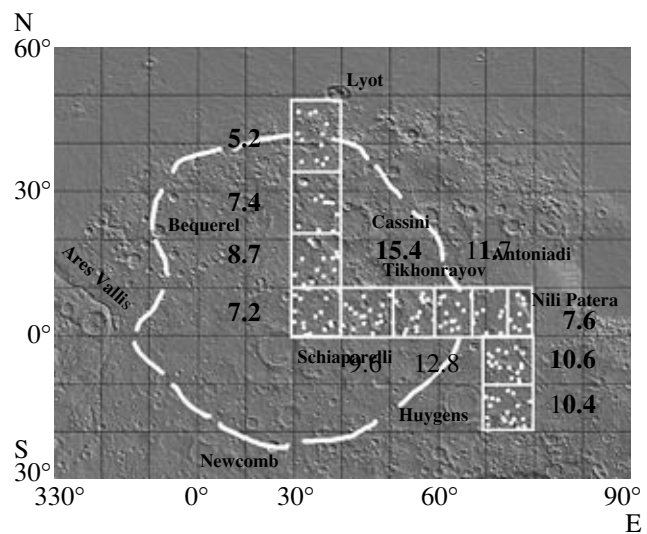 N
60°
Lyot
5.2
30°
7.4
Bequerel
Cassini
8.7
15.4
11.7
Antoniadi
Tikhonrayov
Ares Vallis
7.2
Nili Patera
7.6
0°
Schiaparelli
9.6
12.8
10.6
Huygens
10.4
S
Newcomb
30°
330° 0° 30° 60° 90°
E